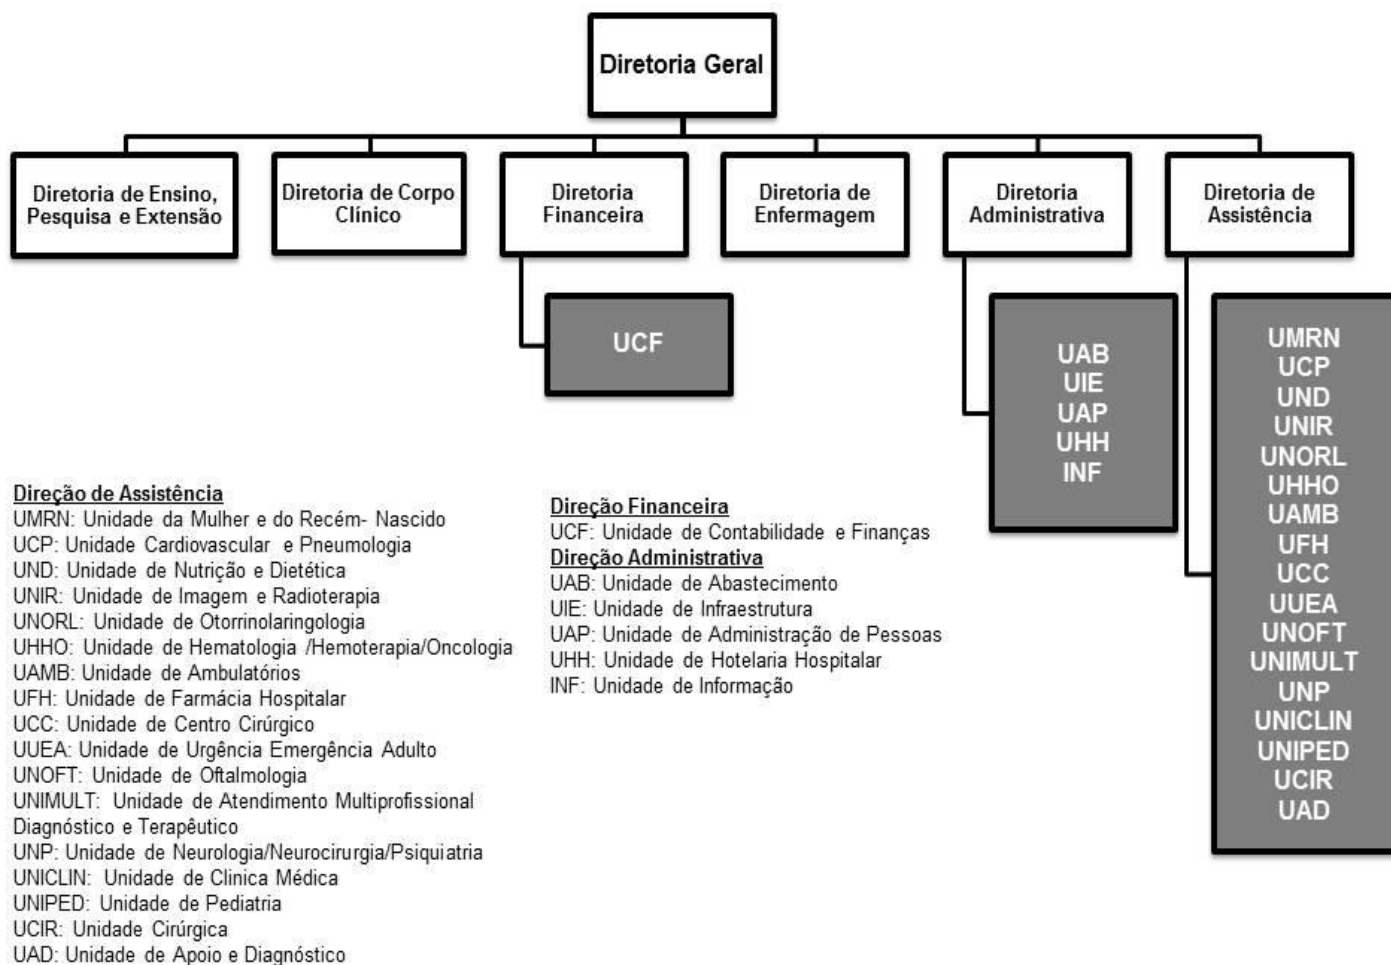 Diretoria Geral
Diretoria de Ensino,
Pesquisa e Extensão
Diretoria de Corpo
Clínico
Diretoria
Financeira
Diretoria de
Enfermagem
Diretoria
Administrativa
Diretoria de
Assistência
UCF
UAB
UIE
UAP
UHH
INF
UMRN
UCP
UND
UNIR
UNORL
UHHO
UAMB
UFH
UCC
UUEA
UNOFT
UNIMULT
UNP
UNICLIN
UNIPED
UCIR
UAD
Direção de Assistência
UMRN: Unidade da Mulher e do Recém- Nascido
UCP: Unidade Cardiovascular e Pneumologia
UND: Unidade de Nutrição e Dietética
UNIR: Unidade de Imagem e Radioterapia
UNORL: Unidade de Otorrinolaringologia
UHHO: Unidade de Hematologia /Hemoterapia/Oncologia
UAMB: Unidade de Ambulatórios
UFH: Unidade de Farmácia Hospitalar
UCC: Unidade de Centro Cirúrgico
UUEA: Unidade de Urgência Emergência Adulto
UNOFT: Unidade de Oftalmologia
UNIMULT: Unidade de Atendimento Multiprofissional
Diagnóstico e Terapêutico
UNP: Unidade de Neurologia/Neurocirurgia/Psiquiatria
UNICLIN: Unidade de Clinica Médica
UNIPED: Unidade de Pediatria
UCIR: Unidade Cirúrgica
UAD: Unidade de Apoio e Diagnóstico
Direção Financeira
UCF: Unidade de Contabilidade e Finanças
Direção Administrativa
UAB: Unidade de Abastecimento
UIE: Unidade de Infraestrutura
UAP: Unidade de Administração de Pessoas
UHH: Unidade de Hotelaria Hospitalar
INF: Unidade de Informação